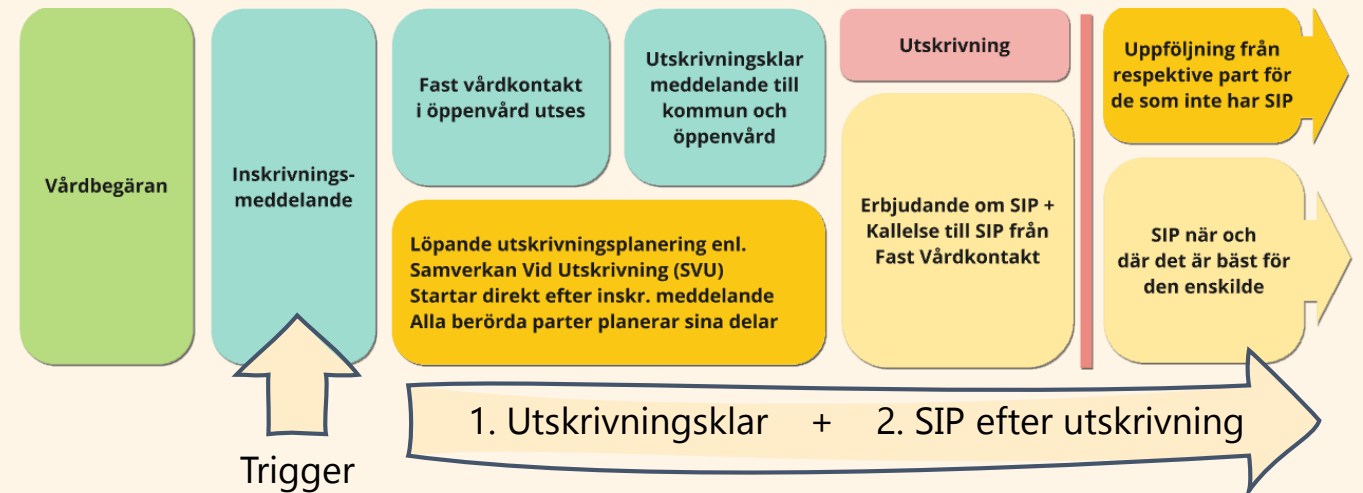 Vårdbegäran
Inskrivnings-
meddelande
Fast vårdkontakt
i öppenvård utses
Utskrivningsklar
meddelande till
kommun och
öppenvård
Löpande utskrivningsplanering enl.
Samverkan Vid Utskrivning (SVU)
Startar direkt efter inskr. meddelande
Alla berörda parter planerar sina delar
Utskrivning
Erbjudande om SIP +
Kallelse till SIP från
Fast Vårdkontakt
Uppföljning från
respektive part för
de som inte har SIP
SIP när och
där det är bäst för
den enskilde
1. Utskrivningsklar + 2. SIP efter utskrivning
Trigger